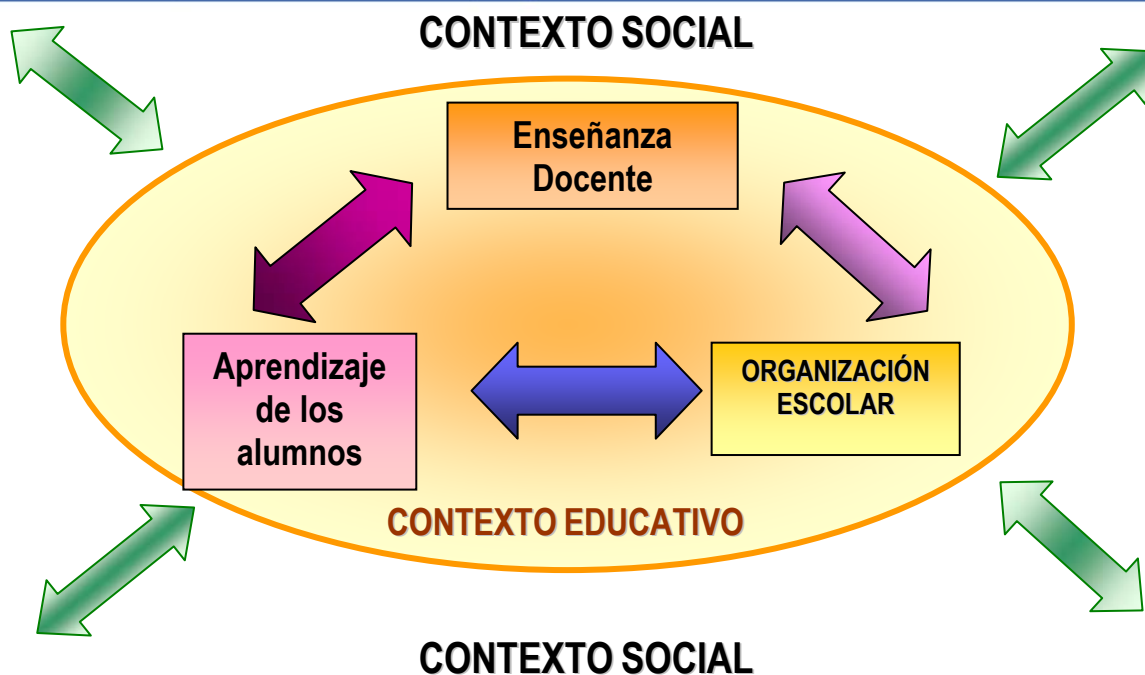 CONTEXTO SOCIAL
Enseñanza
Docente
Aprendizaje
de los
alumnos
ORGANIZACIÓN
ESCOLAR
CONTEXTO EDUCATIVO
CONTEXTO SOCIAL